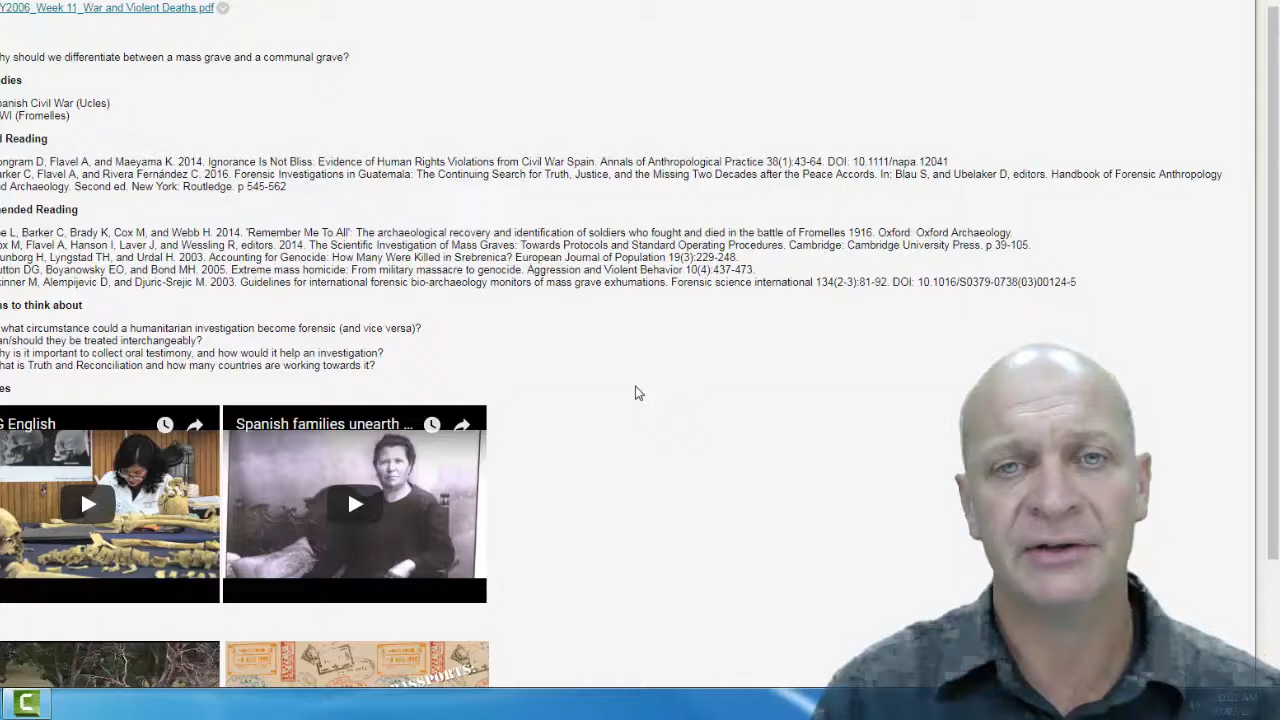 Y2006_Week 11_War and Violent Deaths.pdf
hy should we differentiate between a mass grave and a communal grave?
dies
panish Civil War (Ucles)
WI (Fromelles)
l Reading
ongram D, Flavel A, and Maeyama K. 2014. Ignorance Is Not Bliss. Evidence of Human Rights Violations from Civil War Spain. Annals of Anthropological Practice 38(1):43-64. DOI: 10.1111/napa.12041
arker C, Flavel A, and Rivera Fernández C. 2016. Forensic Investigations in Guatemala: The Continuing Search for Truth, Justice, and the Missing Two Decades after the Peace Accords. In: Blau S, and Ubelaker D, editors. Handbook of Forensic Anthropology
d Archaeology. Second ed. New York: Routledge. p 545-562
ended Reading
e L, Barker C, Brady K, Cox M, and Webb H. 2014. 'Remember Me To All': The archaeological recovery and identification of soldiers who fought and died in the battle of Fromelles 1916. Oxford: Oxford Archaeology.
ox M, Flavel A, Hanson I, Laver J, and Wessling R, editors. 2014. The Scientific Investigation of Mass Graves: Towards Protocols and Standard Operating Procedures. Cambridge: Cambridge University Press. p 39-105.
unborg H, Lyngstad TH, and Urdal H. 2003. Accounting for Genocide: How Many Were Killed in Srebrenica? European Journal of Population 19(3):229-248.
utton DG, Boyanowsky EO, and Bond MH. 2005. Extreme mass homicide: From military massacre to genocide. Aggression and Violent Behavior 10(4):437-473.
kinner M, Alempijevic D, and Djuric-Srejic M. 2003. Guidelines for international forensic bio-archaeology monitors of mass grave exhumations. Forensic science international 134(2-3):81-92. DOI: 10.1016/S0379-0738(03)00124-5
ns to think about
what circumstance could a humanitarian investigation become forensic (and vice versa)?
an/should they be treated interchangeably?
hy is it important to collect oral testimony, and how would it help an investigation?
hat is Truth and Reconciliation and how many countries are working towards it?
es
G English
Spanish families unearth ...